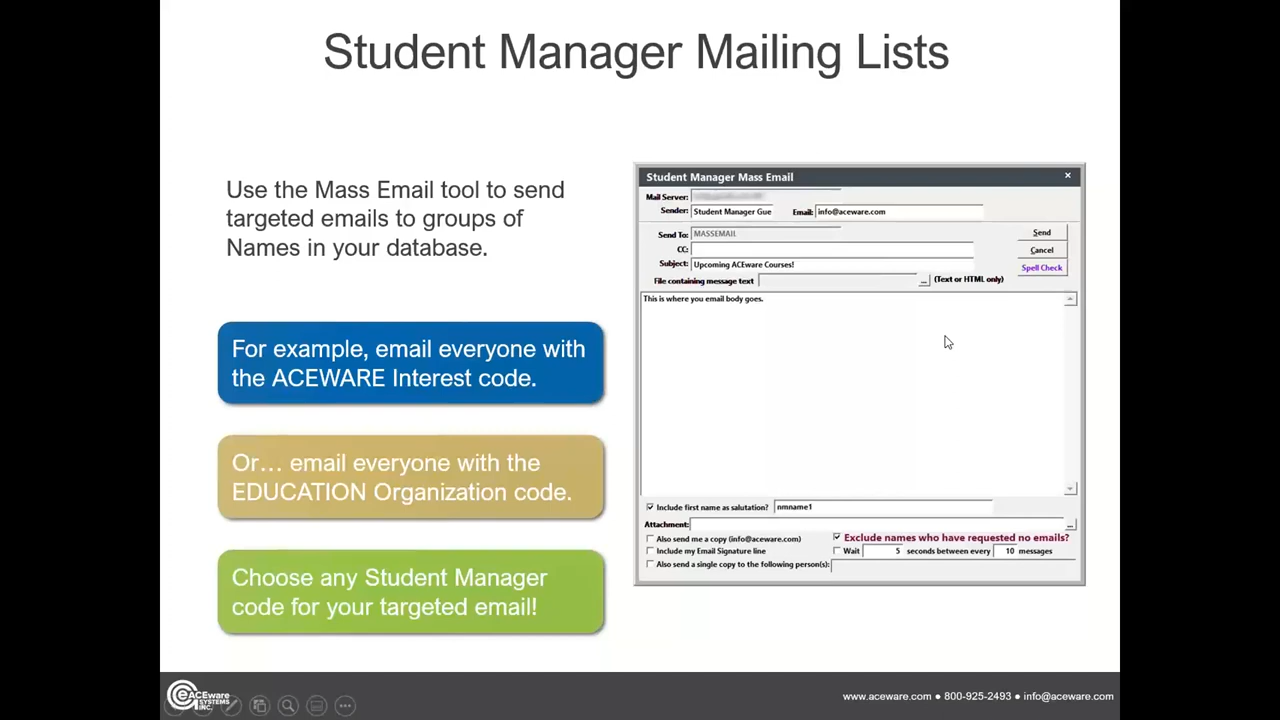 Student Manager Mailing Lists
Use the Mass Email tool to send
targeted emails to groups of
Names in your database.
For example, email everyone with
the ACEWARE Interest code.
Or… email everyone with the
EDUCATION Organization code.
Choose any Student Manager
code for your targeted email!
Student Manager Mass Email
Mail Server:
Sender: Student Manager Gue Email: info@aceware.com
Send To: MASSEMAIL Send
CC: Cancel
Subject: Upcoming ACEware Courses! Spell Check
File containing message text ... (Text or HTML only)
This is where you email body goes.
Include first name as salutation? nmname1
Attachment: ...
Also send me a copy (info@aceware.com) Exclude names who have requested no emails?
Include my Email Signature line Wait 5 seconds between every 10 messages
Also send a single copy to the following person(s):
ACEware
SYSTEMS
INC.
www.aceware.com ● 800-925-2493 ● info@aceware.com